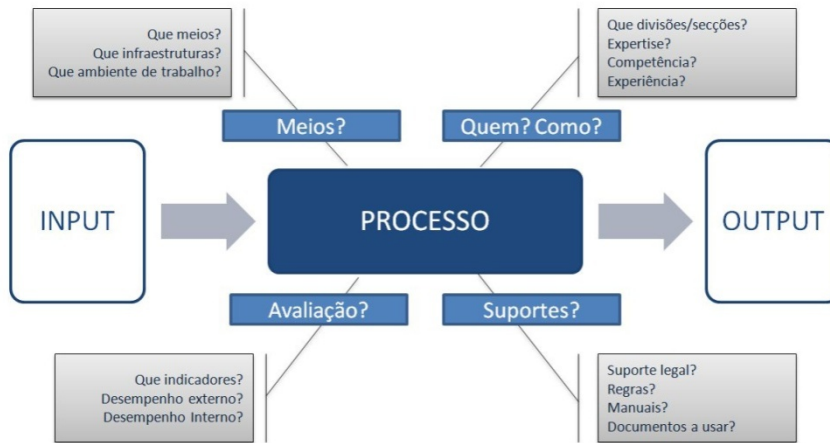 Que meios?
Que infraestruturas?
Que ambiente de trabalho?
Que divisões/secções?
Expertise?
Competência?
Experiência?
Meios?
Quem? Como?
INPUT
PROCESSO
OUTPUT
Avaliação?
Suportes?
Que indicadores?
Desempenho externo?
Desempenho Interno?
Suporte legal?
Regras?
Manuais?
Documentos a usar?